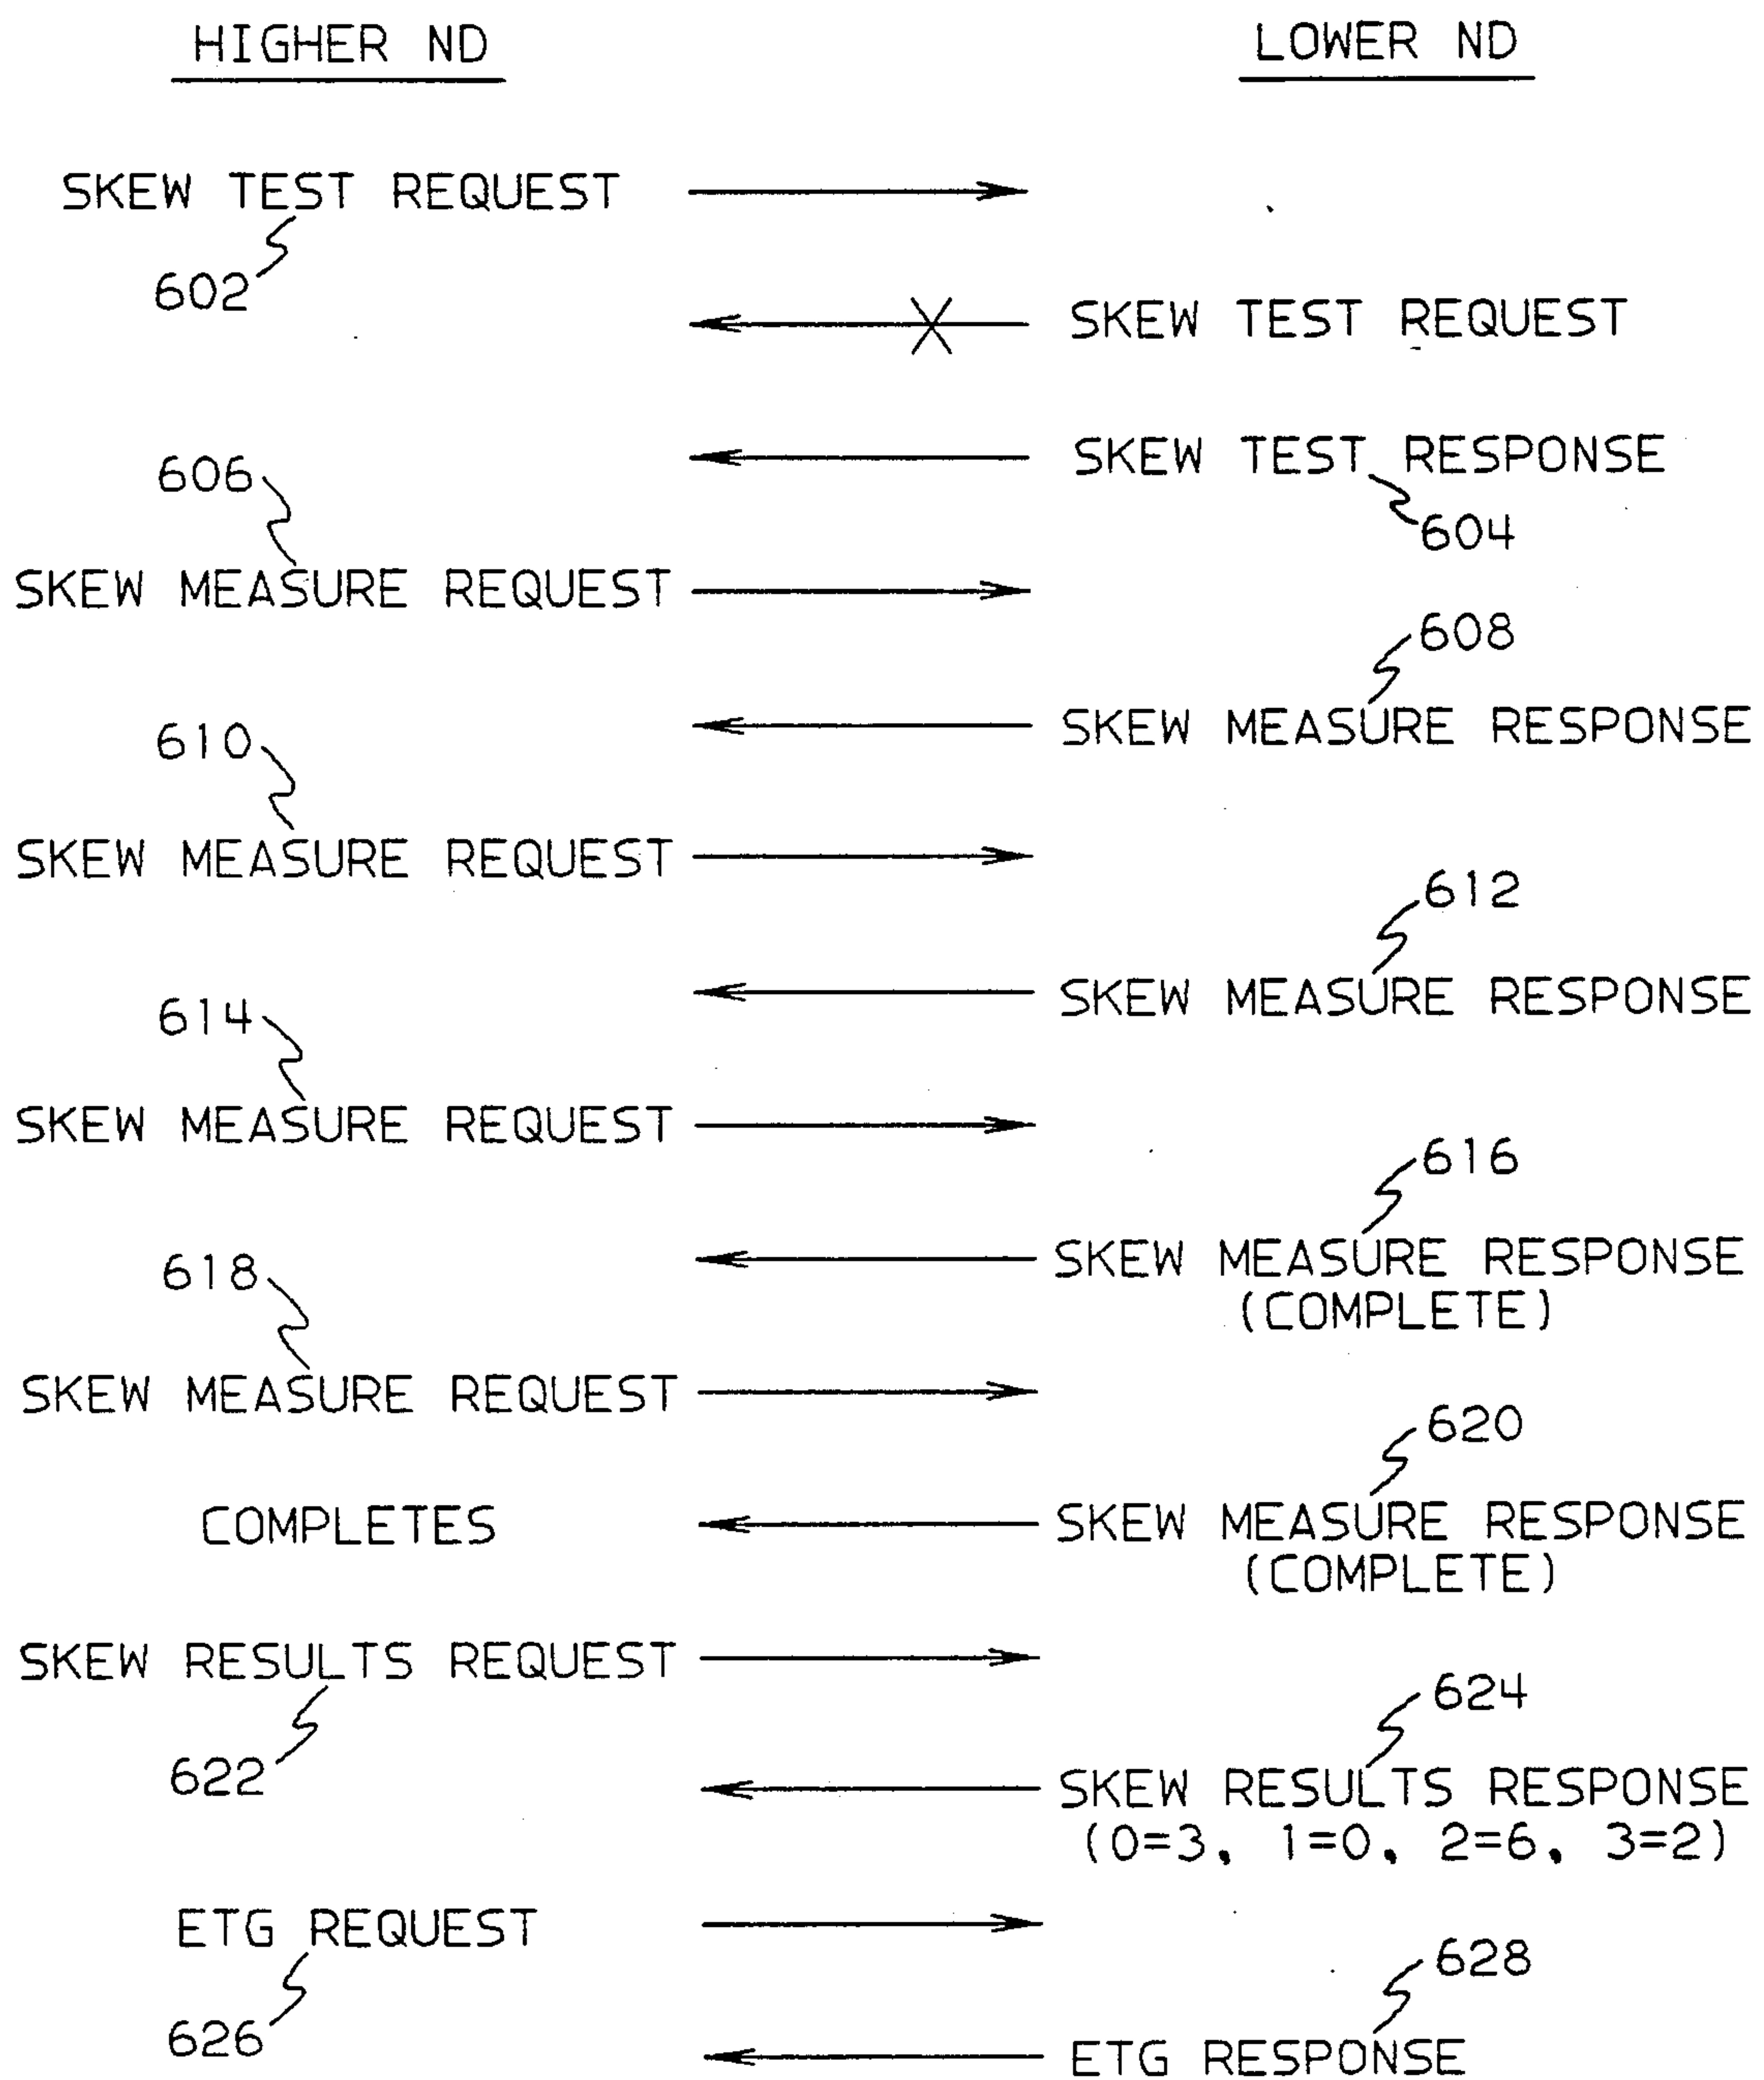 HIGHER ND
LOWER ND
SKEW TEST REQUEST
602
SKEW TEST REQUEST
SKEW TEST RESPONSE
604
606
SKEW MEASURE REQUEST
608
SKEW MEASURE RESPONSE
610
SKEW MEASURE REQUEST
612
SKEW MEASURE RESPONSE
614
SKEW MEASURE REQUEST
616
SKEW MEASURE RESPONSE
(COMPLETE)
618
SKEW MEASURE REQUEST
620
COMPLETES
SKEW MEASURE RESPONSE
(COMPLETE)
SKEW RESULTS REQUEST
622
624
SKEW RESULTS RESPONSE
(0=3, 1=0, 2=6, 3=2)
ETG REQUEST
626
628
ETG RESPONSE